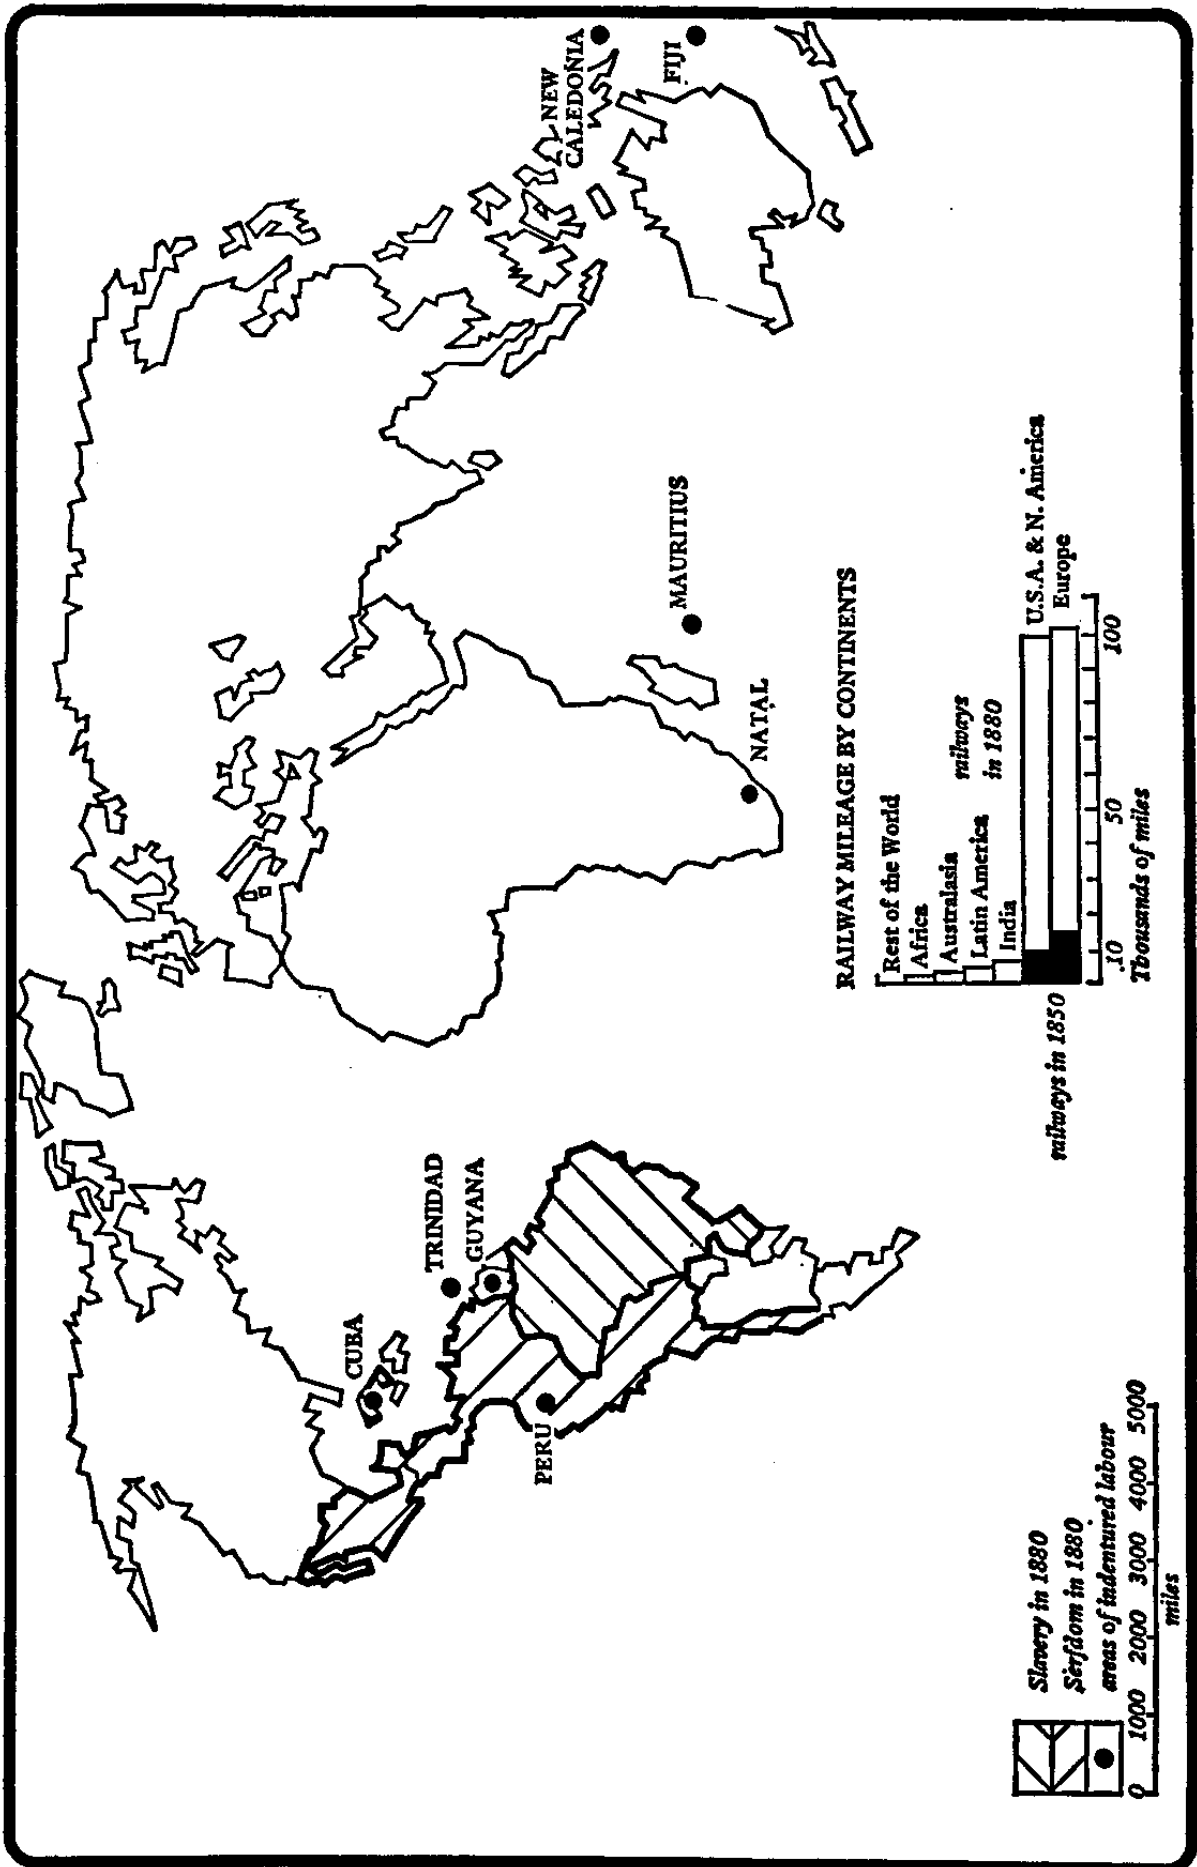 CUBA
TRINIDAD
GUYANA
PERU
NEW
CALEDONIA
FIJI
MAURITIUS
NATAL
RAILWAY MILEAGE BY CONTINENTS
Rest of the World
Africa
Australasia
Latin America
India
railways
in 1880
U.S.A. & N. America
Europe
railways in 1850
10 50 100
Thousands of miles
Slavery in 1880
Serfdom in 1880
areas of indentured labour
0 1000 2000 3000 4000 5000
miles